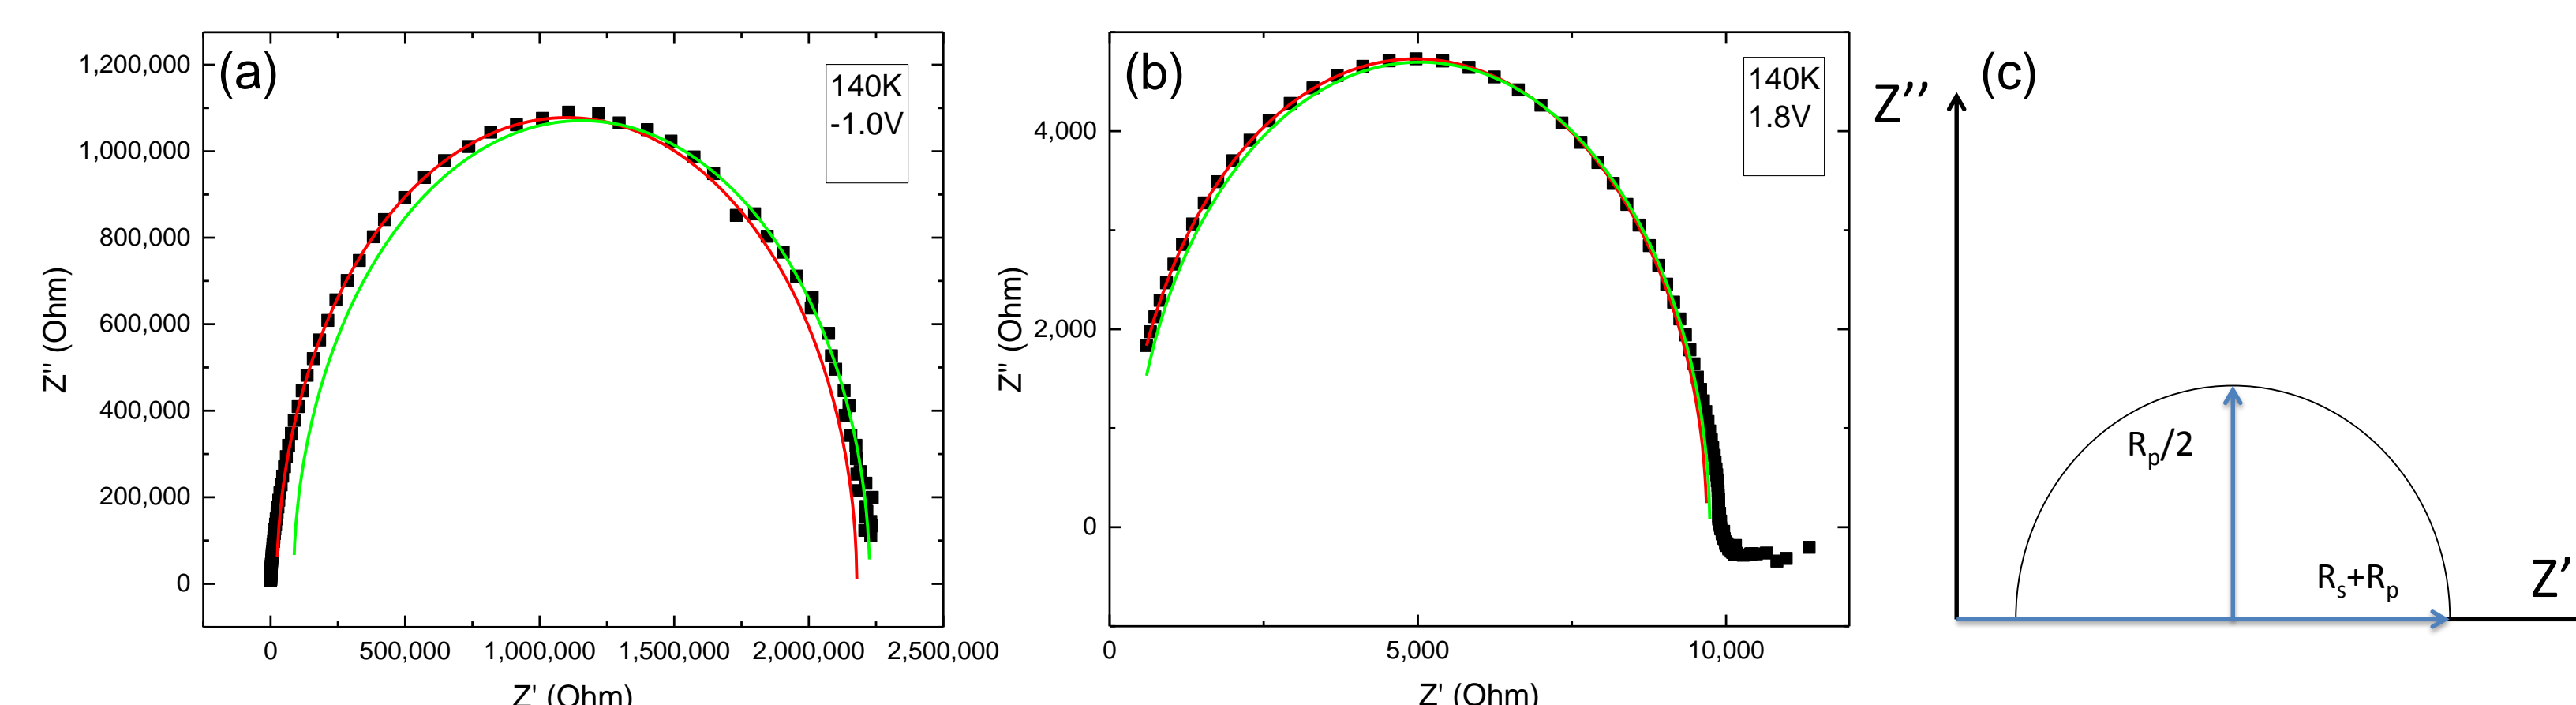 (a)
140K
-1.0V
1,200,000
1,000,000
800,000
600,000
400,000
200,000
0
Z'' (Ohm)
0
500,000
1,000,000
1,500,000
2,000,000
2,500,000
Z' (Ohm)
(b)
140K
1.8V
4,000
2,000
0
Z'' (Ohm)
0
5,000
10,000
Z' (Ohm)
(c)
Z’’
Rp/2
Rs+Rp
Z’